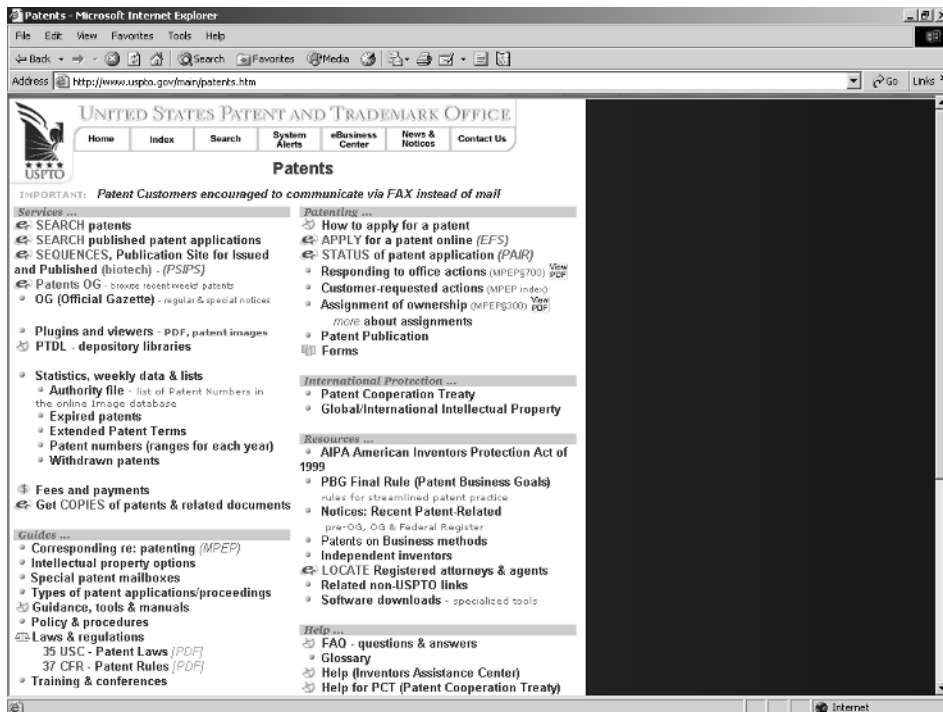 Patents - Microsoft Internet Explorer
File Edit View Favorites Tools Help
Back Search Favorites Media
Address http://www.uspto.gov/main/patents.htm Go Links
UNITED STATES PATENT AND TRADEMARK OFFICE
Home Index Search System Alerts eBusiness Center News & Notices Contact Us
USPTO
Patents
IMPORTANT: Patent Customers encouraged to communicate via FAX instead of mail
Services ...
SEARCH patents
SEARCH published patent applications
SEQUENCES, Publication Site for Issued
and Published (biotech) - (PSIPS)
Patents OG - browse recent weeks' patents
OG (Official Gazette) - regular & special notices
Plugins and viewers - PDF, patent images
PTDL - depository libraries
Statistics, weekly data & lists
Authority file - list of Patent Numbers in
the online Image database
Expired patents
Extended Patent Terms
Patent numbers (ranges for each year)
Withdrawn patents
Fees and payments
Get COPIES of patents & related documents
Guides ...
Corresponding re: patenting (MPEP)
Intellectual property options
Special patent mailboxes
Types of patent applications/proceedings
Guidance, tools & manuals
Policy & procedures
Laws & regulations
35 USC - Patent Laws [PDF]
37 CFR - Patent Rules [PDF]
Training & conferences
Patenting ...
How to apply for a patent
APPLY for a patent online (EFS)
STATUS of patent application (PAIR)
Responding to office actions (MPEP§700) View PDF
Customer-requested actions (MPEP index)
Assignment of ownership (MPEP§300) View PDF
more about assignments
Patent Publication
Forms
International Protection ...
Patent Cooperation Treaty
Global/International Intellectual Property
Resources ...
AIPA American Inventors Protection Act of
1999
PBG Final Rule (Patent Business Goals)
rules for streamlined patent practice
Notices: Recent Patent-Related
pre-OG, OG & Federal Register
Patents on Business methods
Independent inventors
LOCATE Registered attorneys & agents
Related non-USPTO links
Software downloads - specialized tools
Help ...
FAQ - questions & answers
Glossary
Help (Inventors Assistance Center)
Help for PCT (Patent Cooperation Treaty)
Internet